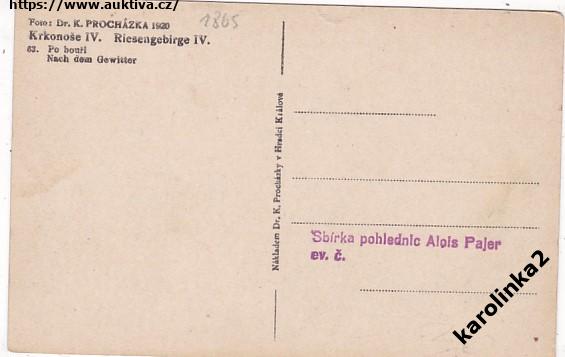 https://www.auktiva.cz/
Foto: Dr. K. PROCHÁZKA 1920
1865
Krkonoše IV. Riesengebirge IV.
63. Po bouři
Nach dem Gewitter
Nákladem Dr. K. Procházky v Hradci Králové
Sbírka pohlednic Alois Pajer
ev. č.
karolinka2